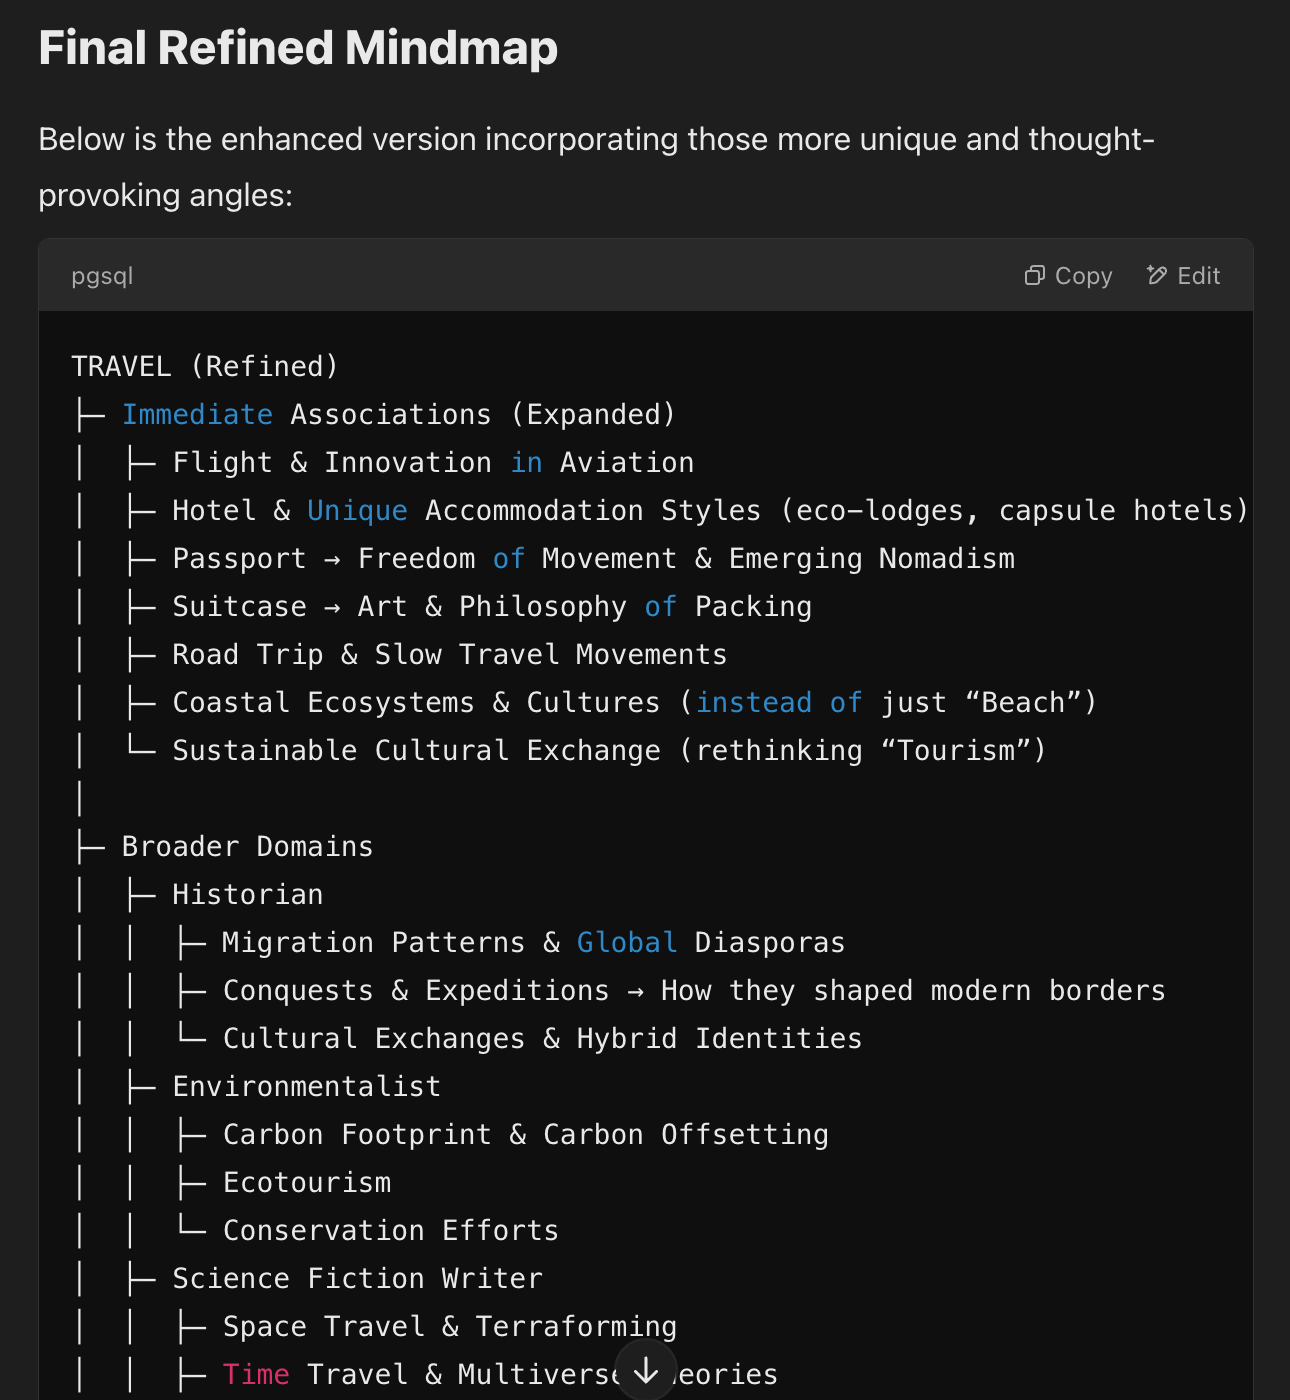 Final Refined Mindmap
Below is the enhanced version incorporating those more unique and thought-
provoking angles:
pgsql Copy Edit
TRAVEL (Refined)
├─ Immediate Associations (Expanded)
│  ├─ Flight & Innovation in Aviation
│  ├─ Hotel & Unique Accommodation Styles (eco-lodges, capsule hotels)
│  ├─ Passport → Freedom of Movement & Emerging Nomadism
│  ├─ Suitcase → Art & Philosophy of Packing
│  ├─ Road Trip & Slow Travel Movements
│  ├─ Coastal Ecosystems & Cultures (instead of just “Beach”)
│  └─ Sustainable Cultural Exchange (rethinking “Tourism”)
│
├─ Broader Domains
│  ├─ Historian
│  │  ├─ Migration Patterns & Global Diasporas
│  │  ├─ Conquests & Expeditions → How they shaped modern borders
│  │  └─ Cultural Exchanges & Hybrid Identities
│  ├─ Environmentalist
│  │  ├─ Carbon Footprint & Carbon Offsetting
│  │  ├─ Ecotourism
│  │  └─ Conservation Efforts
│  ├─ Science Fiction Writer
│  │  ├─ Space Travel & Terraforming
│  │  ├─ Time Travel & Multiverse